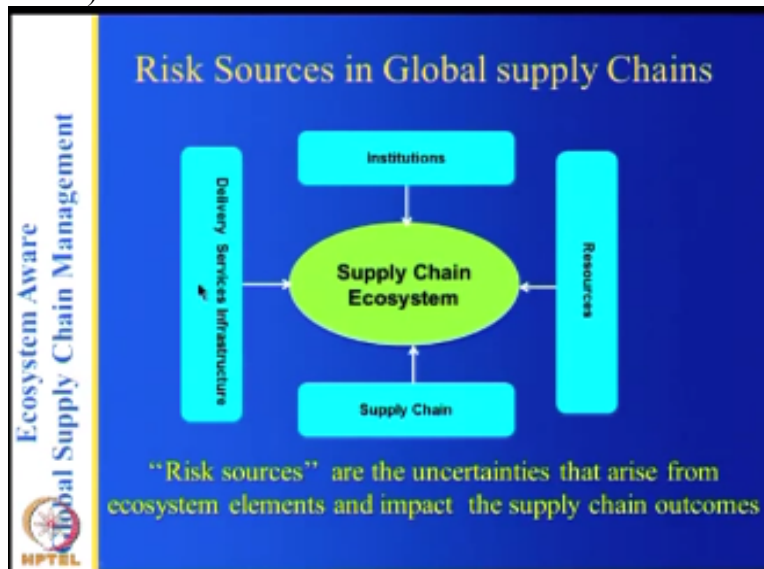 )
Risk Sources in Global supply Chains
Ecosystem Aware
Global Supply Chain Management
Institutions
Delivery Services Infrastructure
Supply Chain
Ecosystem
Resources
Supply Chain
“Risk sources” are the uncertainties that arise from
ecosystem elements and impact the supply chain outcomes
NPTEL